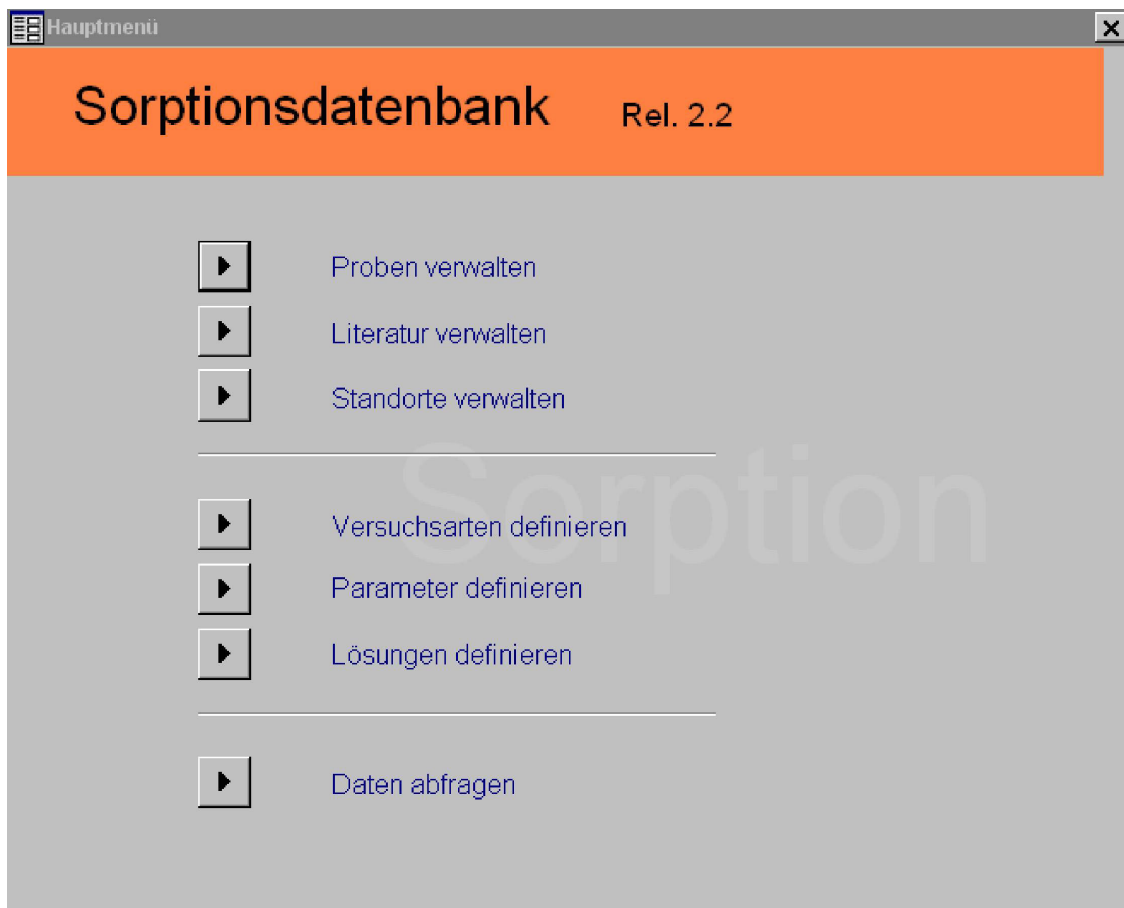 Hauptmenü
Sorptionsdatenbank Rel. 2.2
Proben verwalten
Literatur verwalten
Standorte verwalten
Sorption
Versuchsarten definieren
Parameter definieren
Lösungen definieren
Daten abfragen